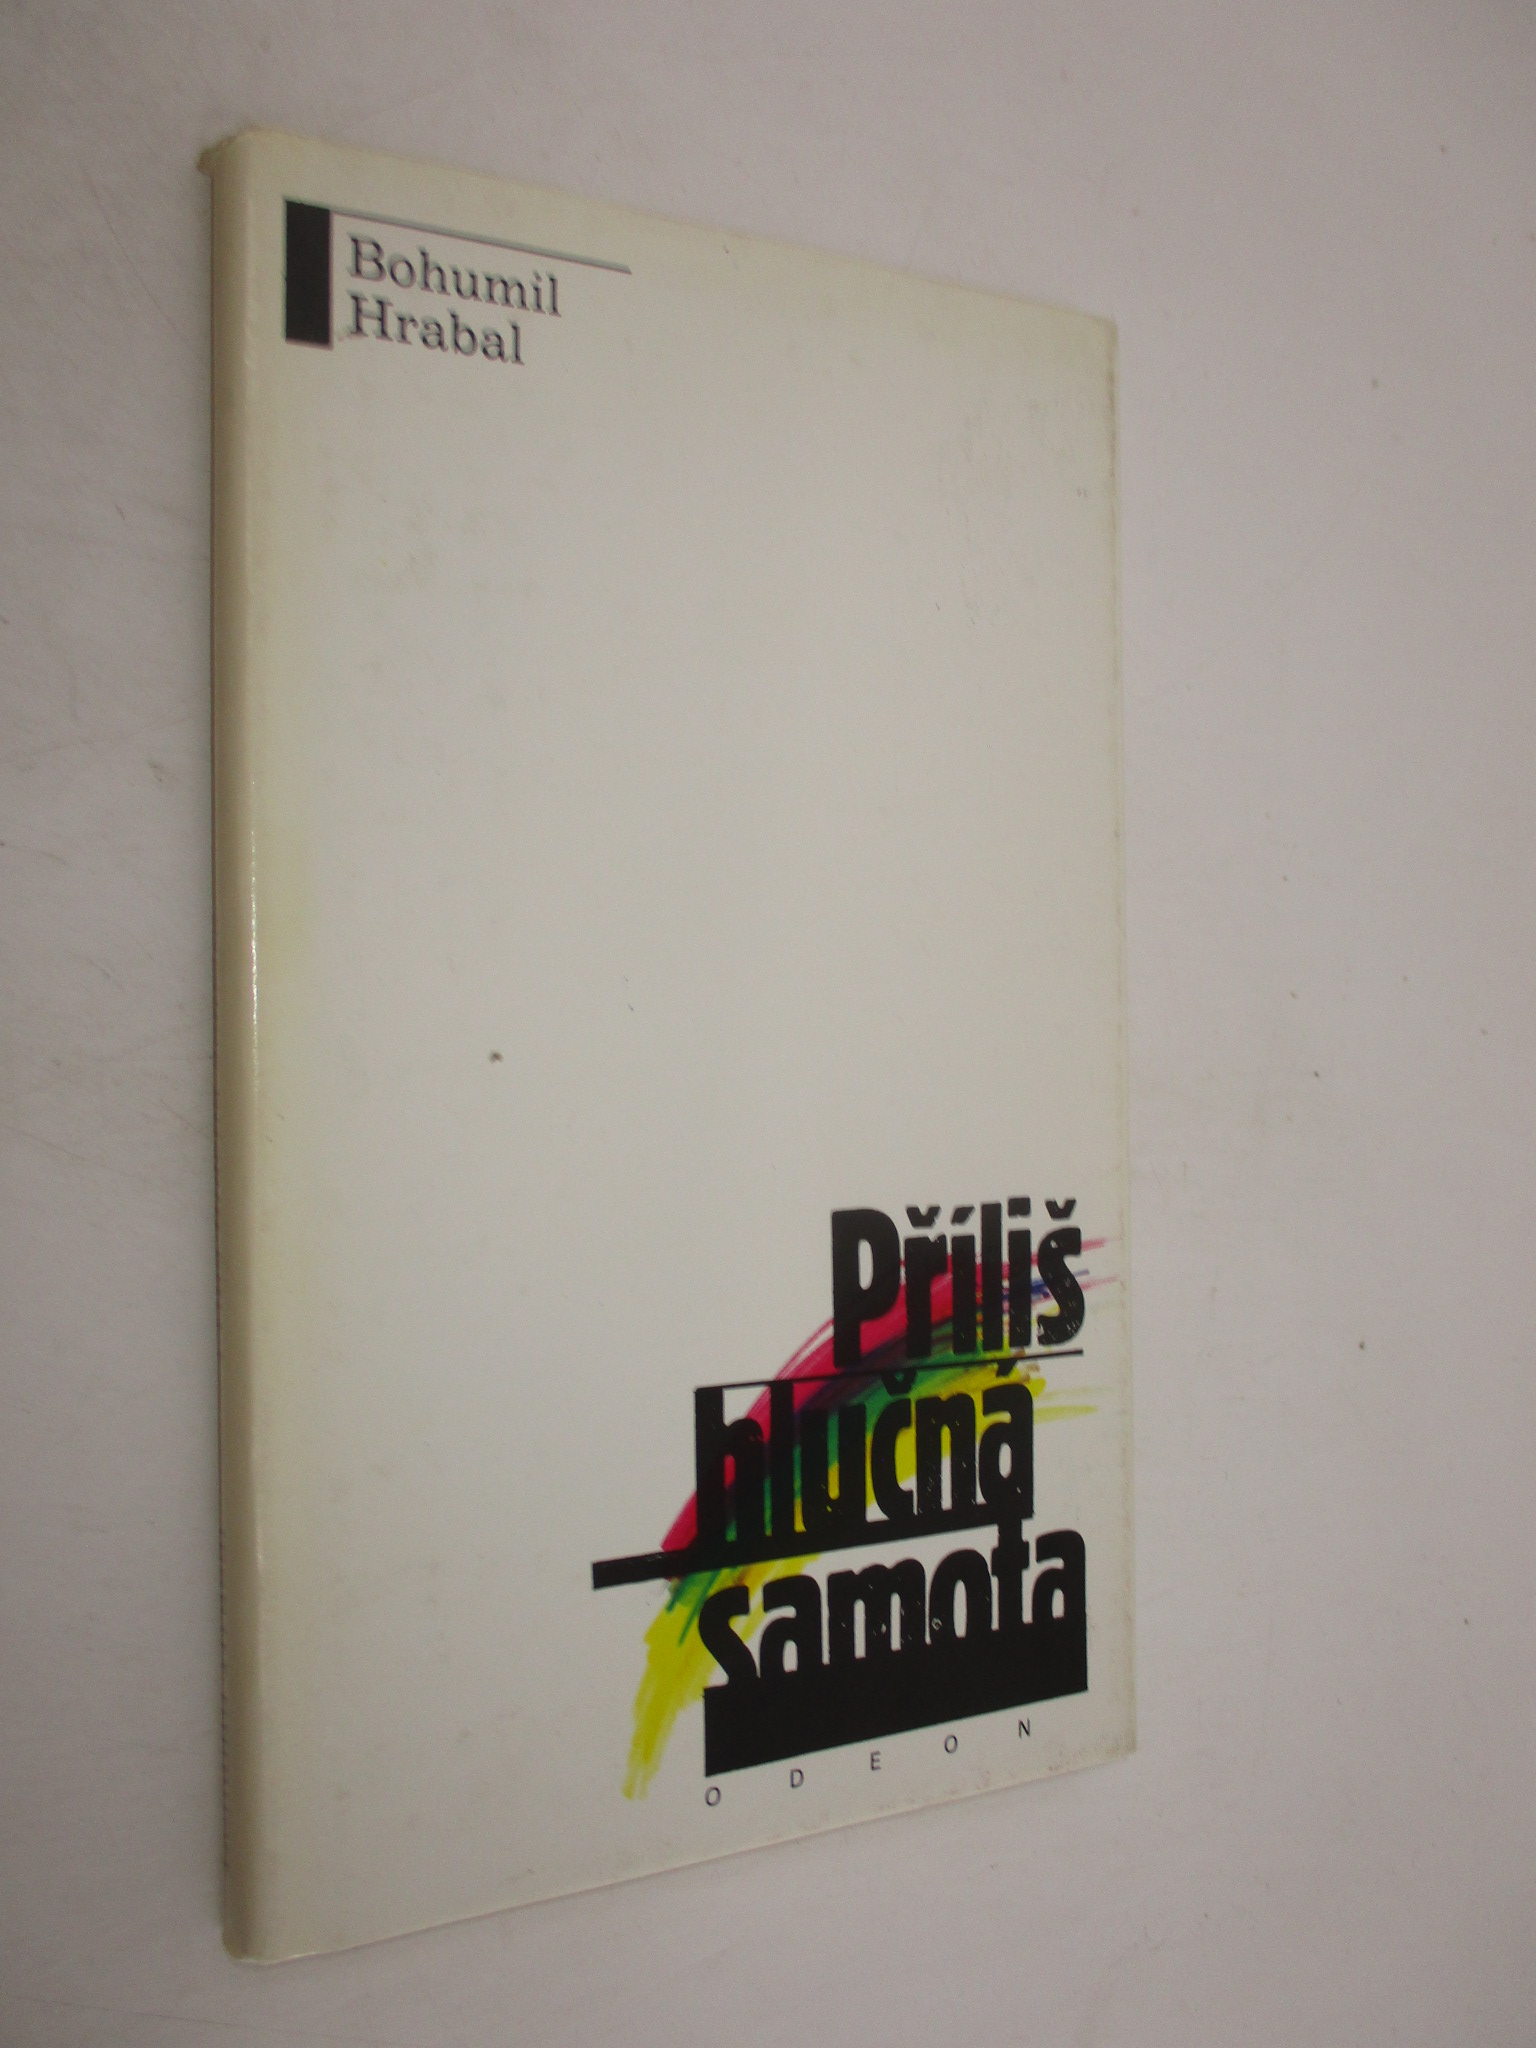 Bohumil
Hrabal
Příliš
hlučná
samota
ODEON